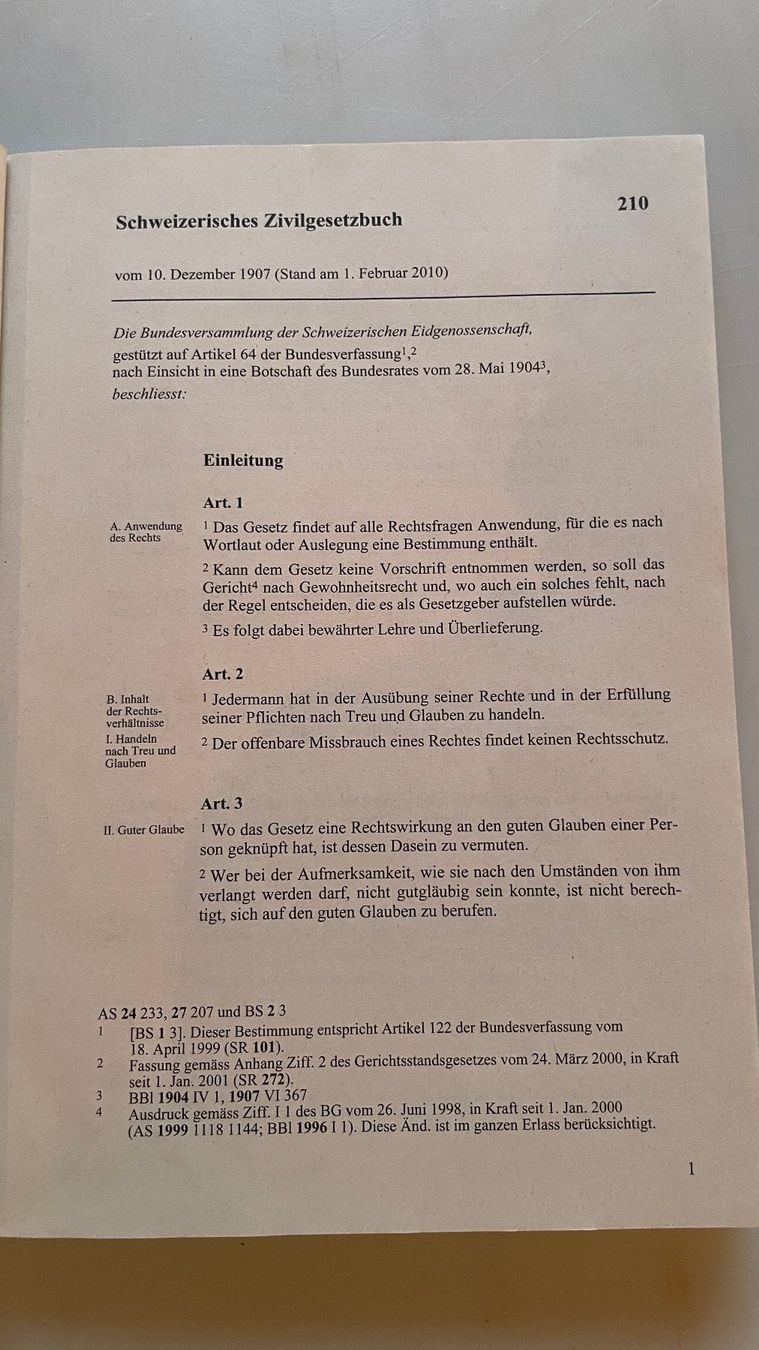 210
Schweizerisches Zivilgesetzbuch
vom 10. Dezember 1907 (Stand am 1. Februar 2010)
Die Bundesversammlung der Schweizerischen Eidgenossenschaft,
gestützt auf Artikel 64 der Bundesverfassung¹,²
nach Einsicht in eine Botschaft des Bundesrates vom 28. Mai 1904³,
beschliesst:
Einleitung
Art. 1
A. Anwendung
des Rechts
¹ Das Gesetz findet auf alle Rechtsfragen Anwendung, für die es nach
Wortlaut oder Auslegung eine Bestimmung enthält.
² Kann dem Gesetz keine Vorschrift entnommen werden, so soll das
Gericht⁴ nach Gewohnheitsrecht und, wo auch ein solches fehlt, nach
der Regel entscheiden, die es als Gesetzgeber aufstellen würde.
³ Es folgt dabei bewährter Lehre und Überlieferung.
Art. 2
B. Inhalt
der Rechts-
verhältnisse
I. Handeln
nach Treu und
Glauben
¹ Jedermann hat in der Ausübung seiner Rechte und in der Erfüllung
seiner Pflichten nach Treu und Glauben zu handeln.
² Der offenbare Missbrauch eines Rechtes findet keinen Rechtsschutz.
Art. 3
II. Guter Glaube
¹ Wo das Gesetz eine Rechtswirkung an den guten Glauben einer Per-
son geknüpft hat, ist dessen Dasein zu vermuten.
² Wer bei der Aufmerksamkeit, wie sie nach den Umständen von ihm
verlangt werden darf, nicht gutgläubig sein konnte, ist nicht berech-
tigt, sich auf den guten Glauben zu berufen.
AS 24 233, 27 207 und BS 2 3
1 [BS 1 3]. Dieser Bestimmung entspricht Artikel 122 der Bundesverfassung vom
18. April 1999 (SR 101).
2 Fassung gemäss Anhang Ziff. 2 des Gerichtsstandsgesetzes vom 24. März 2000, in Kraft
seit 1. Jan. 2001 (SR 272).
3 BBl 1904 IV 1, 1907 VI 367
4 Ausdruck gemäss Ziff. I 1 des BG vom 26. Juni 1998, in Kraft seit 1. Jan. 2000
(AS 1999 1118 1144; BBl 1996 I 1). Diese Änd. ist im ganzen Erlass berücksichtigt.
1